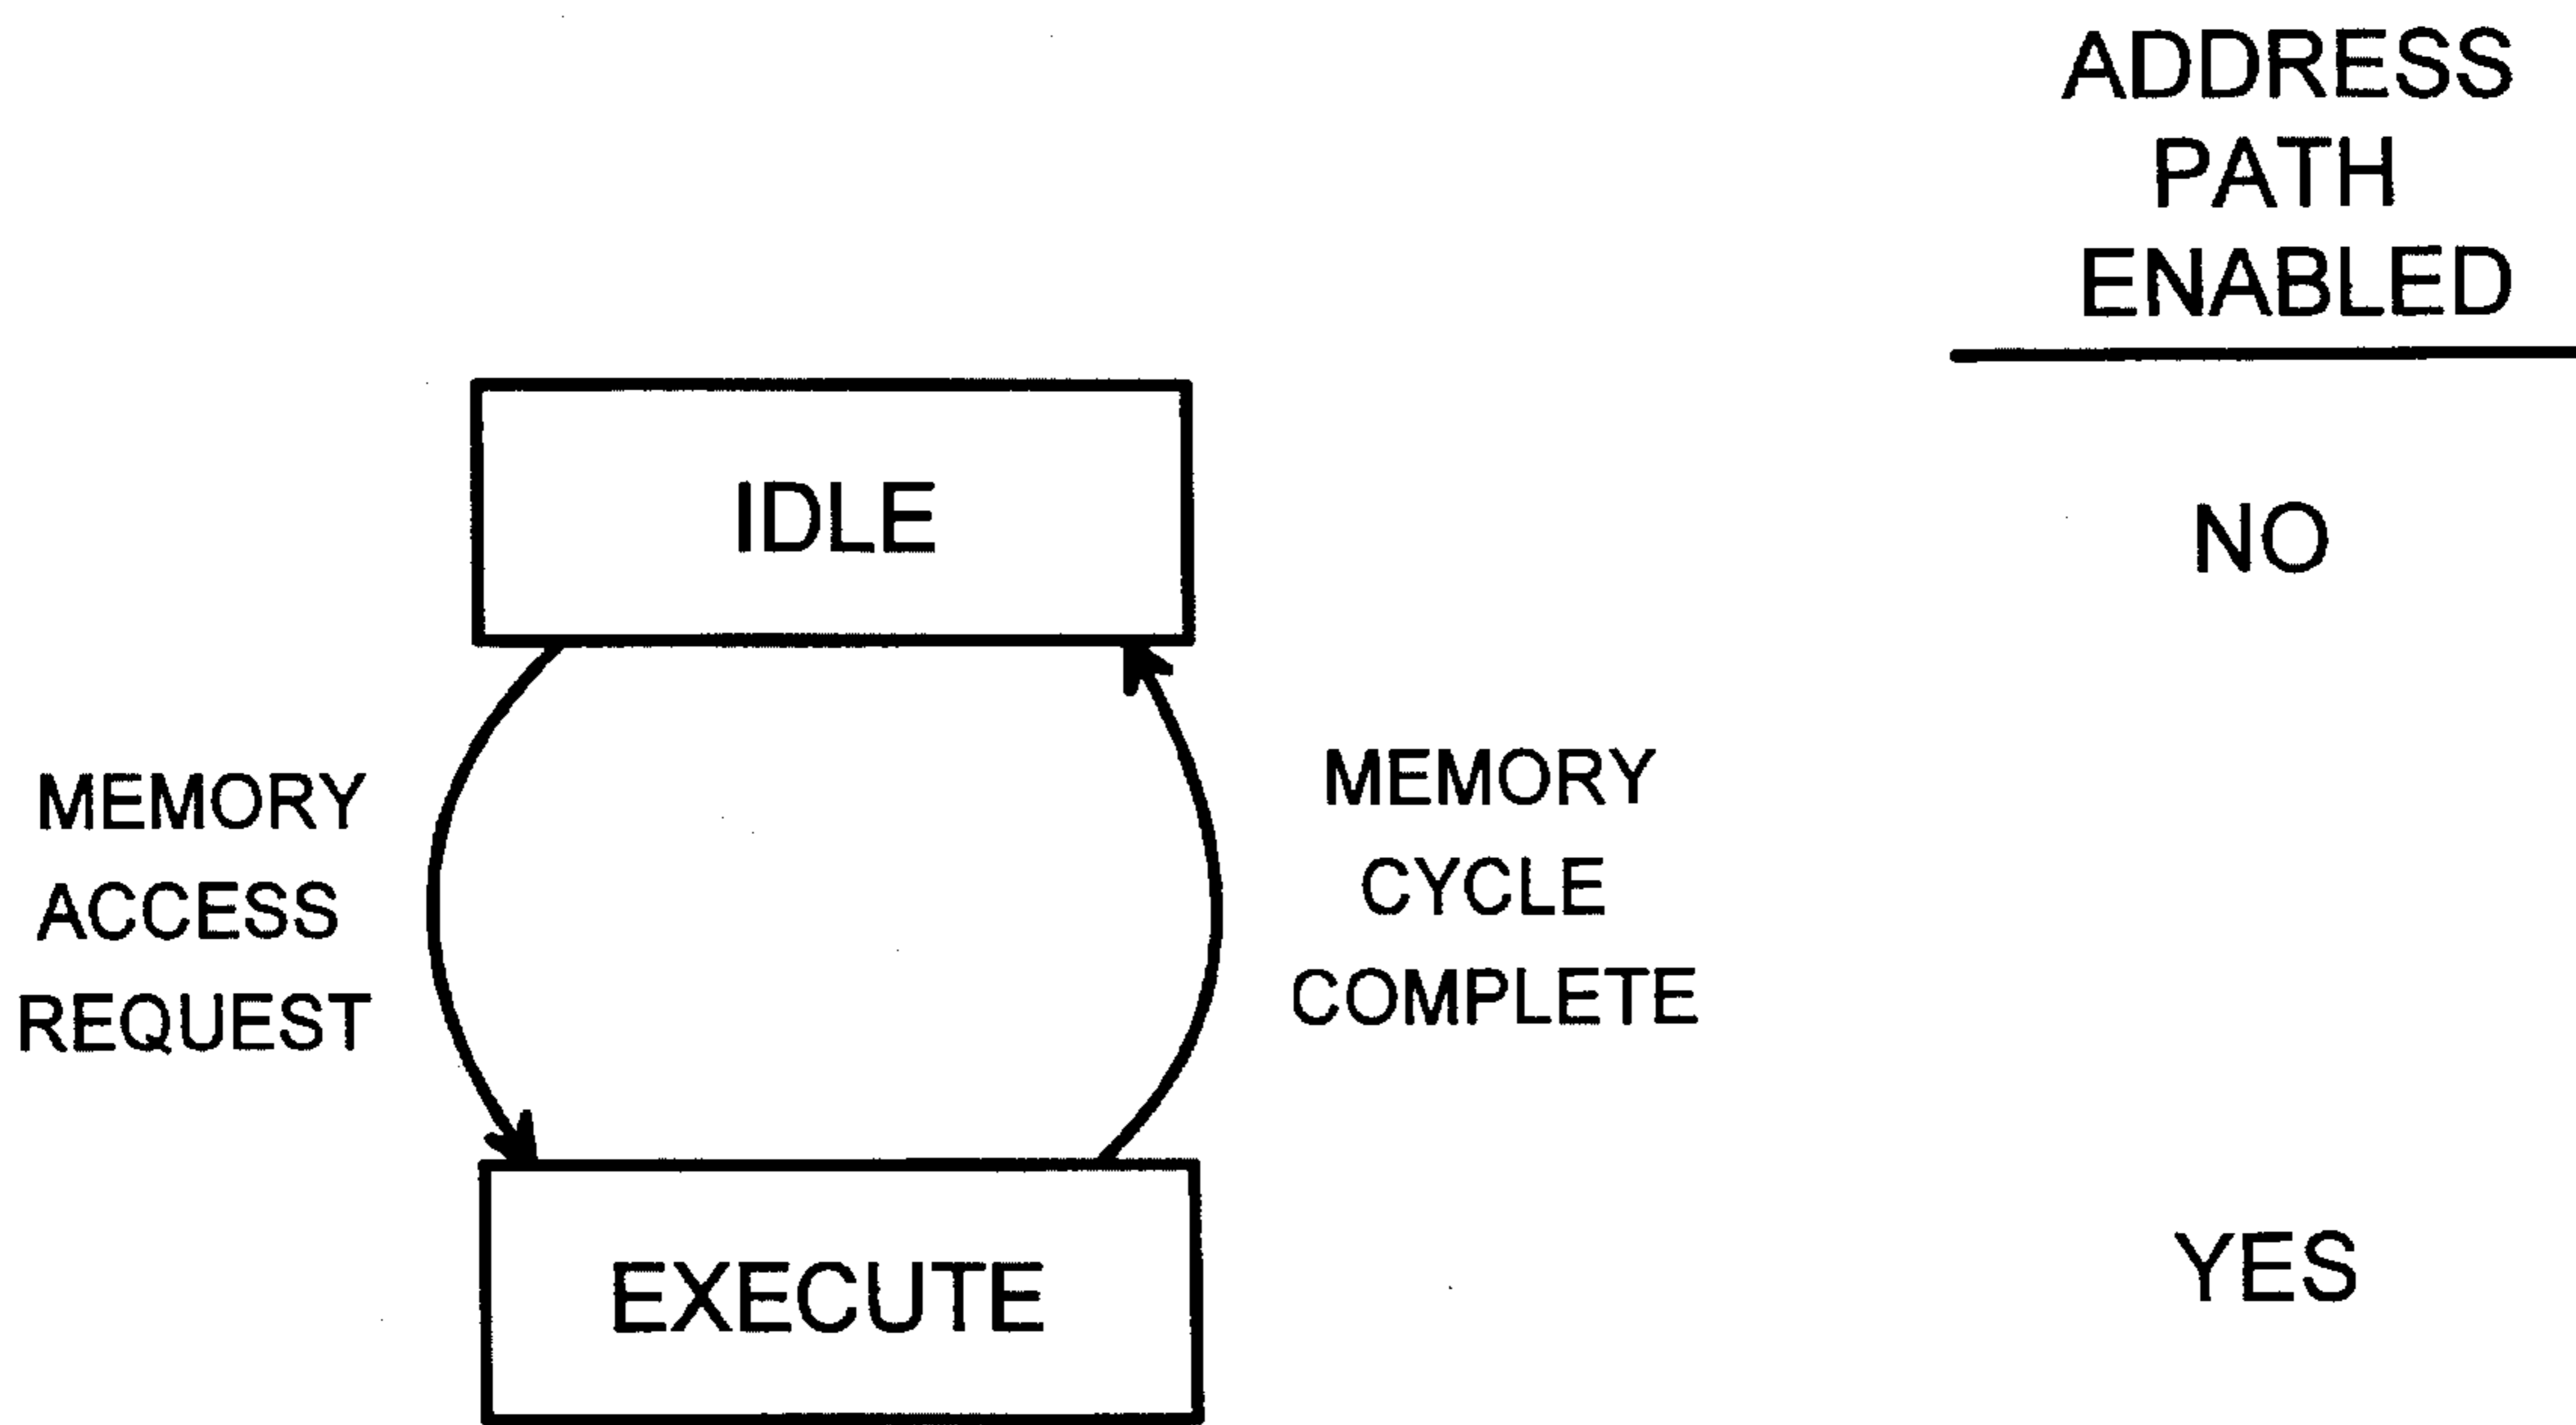 ADDRESS
PATH
ENABLED
IDLE
NO
MEMORY
ACCESS
REQUEST
MEMORY
CYCLE
COMPLETE
EXECUTE
YES